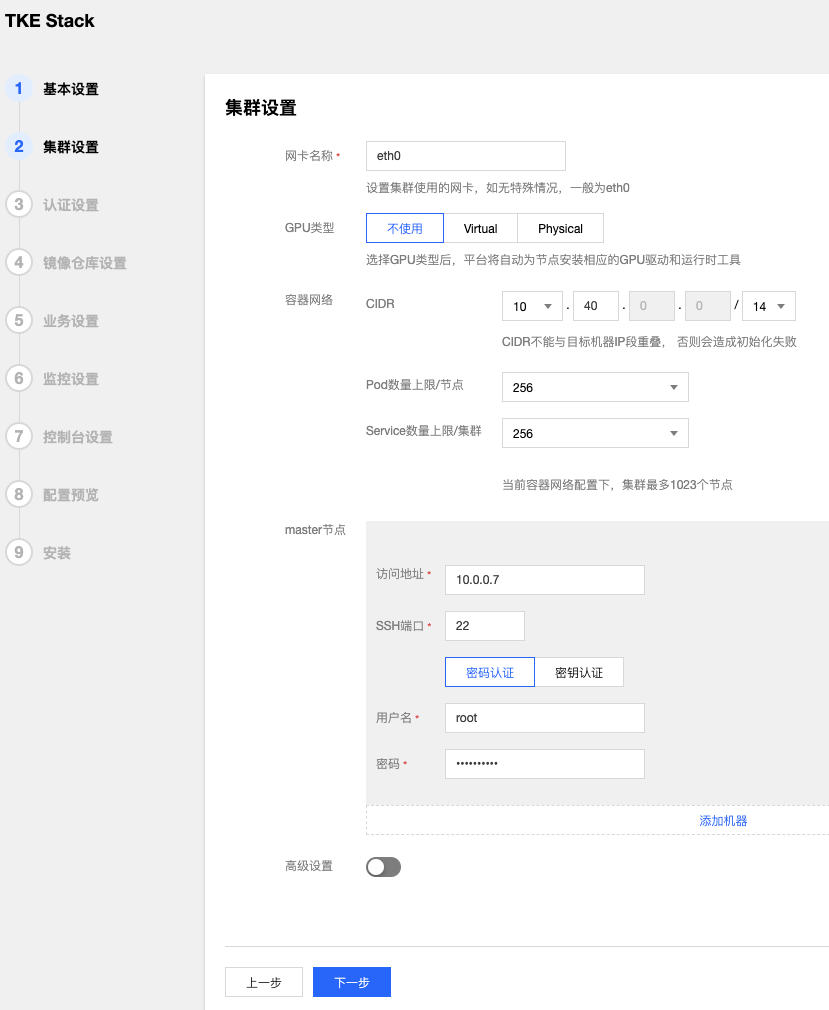 TKE Stack
1 基本设置
2 集群设置
3 认证设置
4 镜像仓库设置
5 业务设置
6 监控设置
7 控制台设置
8 配置预览
9 安装
集群设置
网卡名称 * eth0
设置集群使用的网卡，如无特殊情况，一般为eth0
GPU类型 不使用 Virtual Physical
选择GPU类型后，平台将自动为节点安装相应的GPU驱动和运行时工具
容器网络 CIDR 10 . 40 . 0 . 0 / 14
CIDR不能与目标机器IP段重叠， 否则会造成初始化失败
Pod数量上限/节点 256
Service数量上限/集群 256
当前容器网络配置下，集群最多1023个节点
master节点
访问地址 * 10.0.0.7
SSH端口 * 22
密码认证 密钥认证
用户名 * root
密码 * ••••••••••
添加机器
高级设置
上一步 下一步